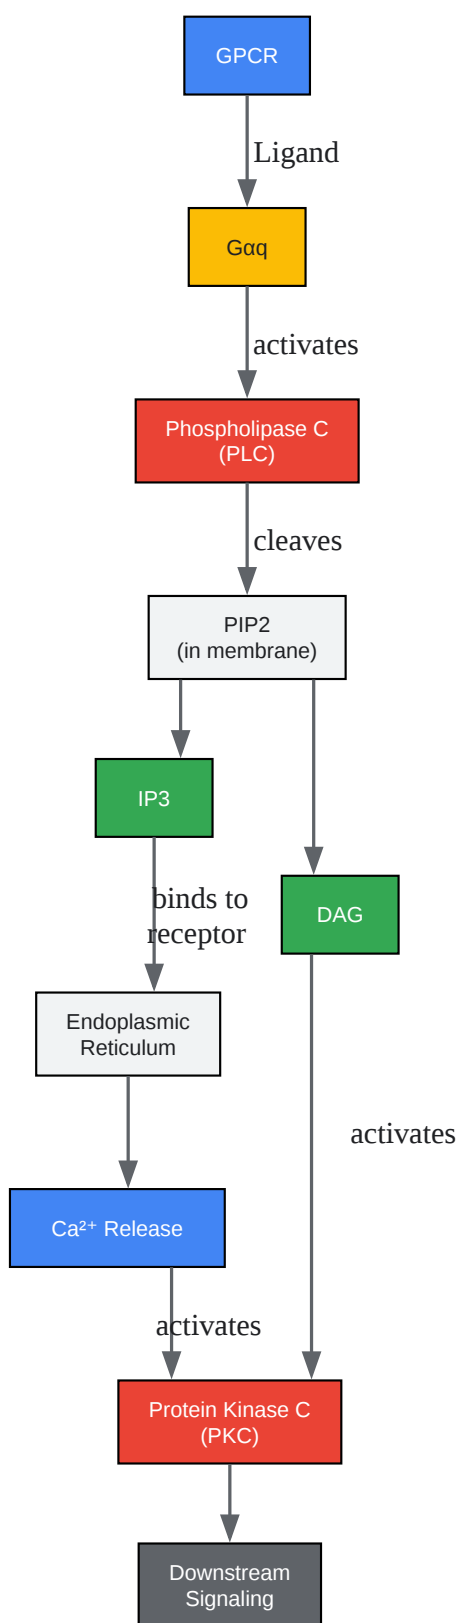 GPCR
Ligand
Gαq
activates
Phospholipase C
(PLC)
cleaves
PIP2
(in membrane)
IP3
binds to
receptor
DAG
Endoplasmic
Reticulum
activates
Ca²⁺ Release
activates
Protein Kinase C
(PKC)
Downstream
Signaling